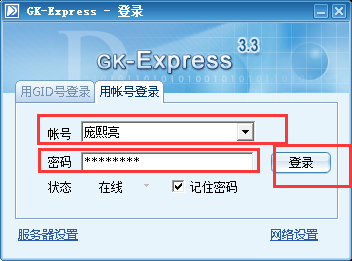 GK-Express - 登录
GK-Express 3.3
用GID号登录 用帐号登录
帐号 庞熙亮
密码 ********
登录
状态 在线 记住密码
服务器设置 网络设置